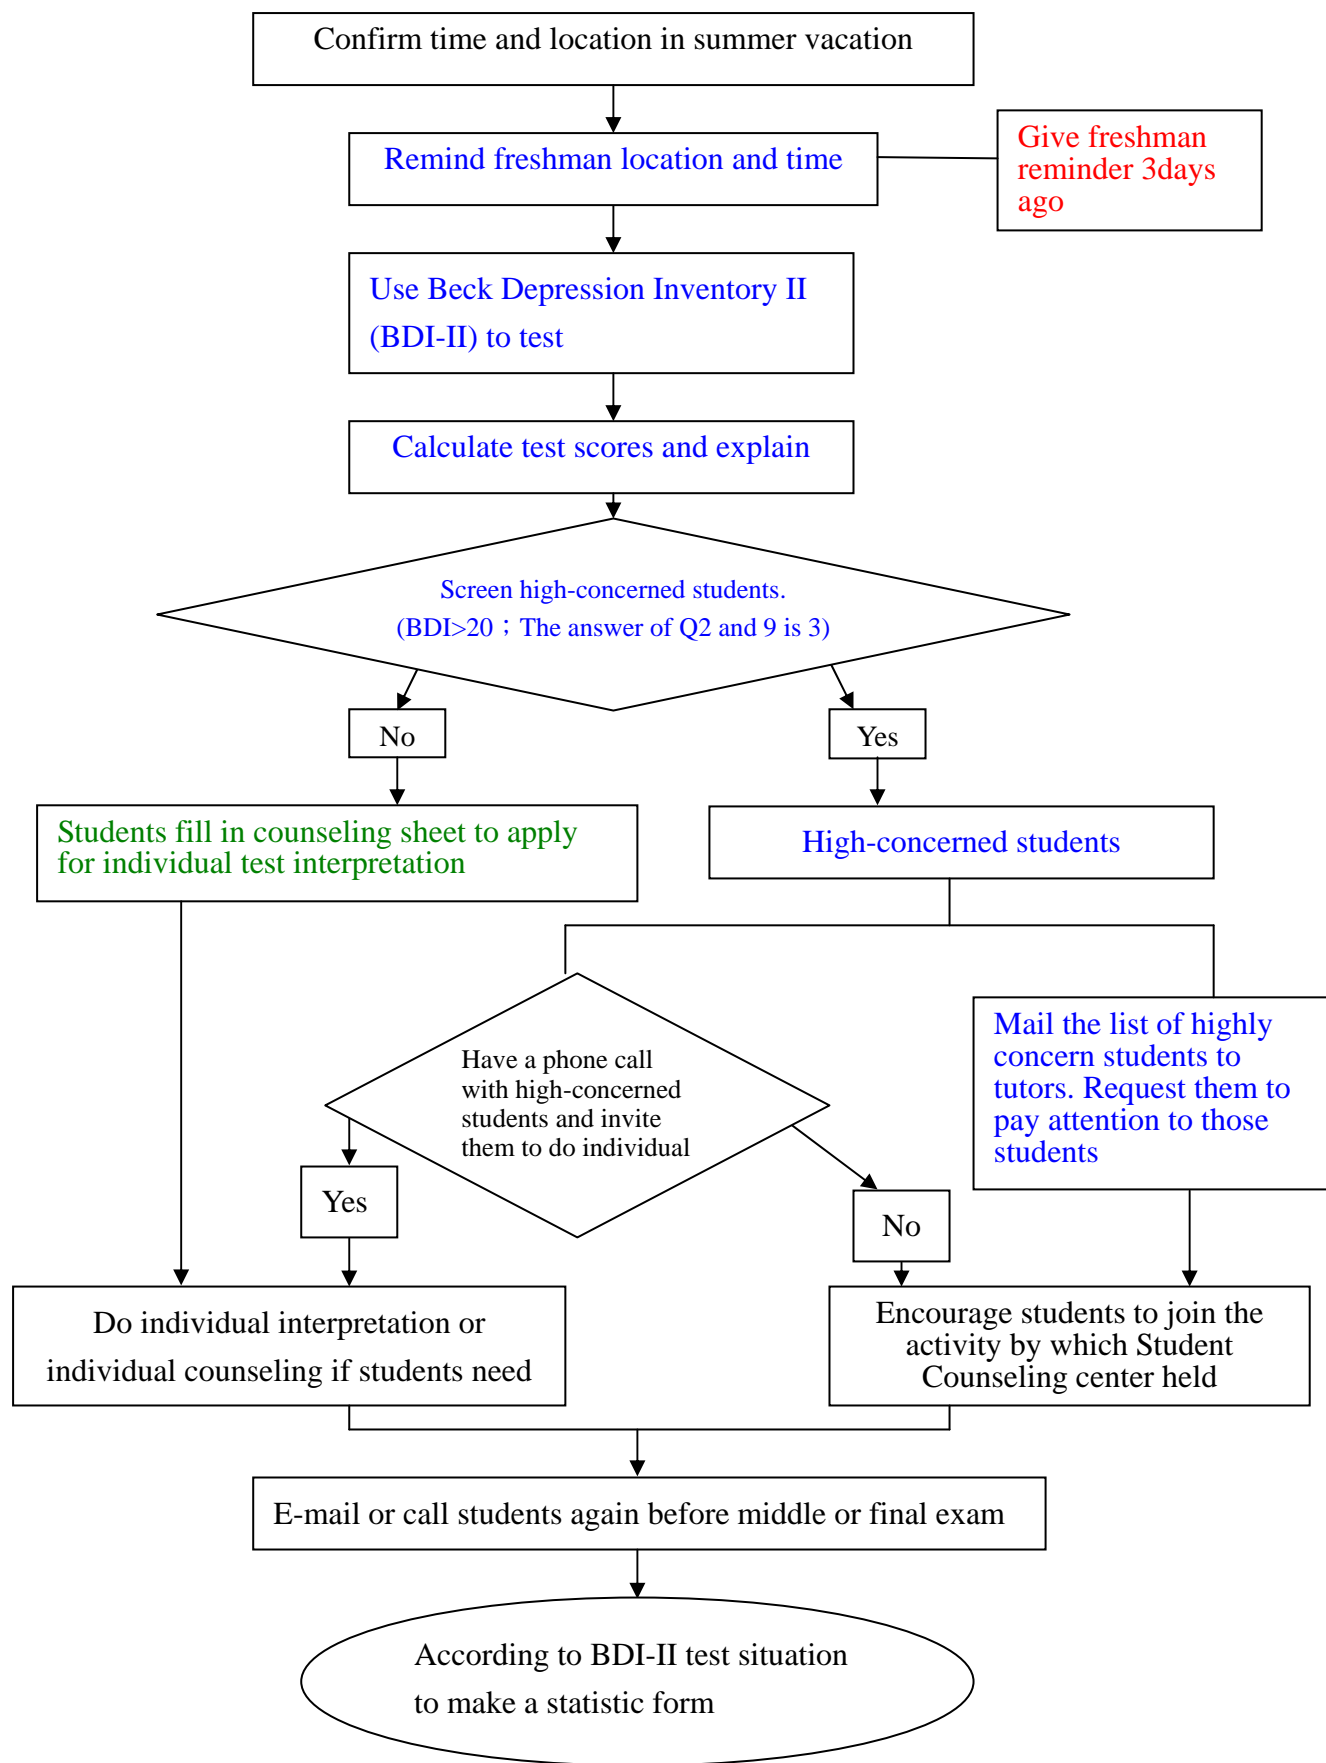 Confirm time and location in summer vacation
Remind freshman location and time
Give freshman
reminder 3days
ago
Use Beck Depression Inventory II
(BDI-II) to test
Calculate test scores and explain
Screen high-concerned students.
(BDI>20；The answer of Q2 and 9 is 3)
No
Yes
Students fill in counseling sheet to apply
for individual test interpretation
High-concerned students
Have a phone call
with high-concerned
students and invite
them to do individual
Mail the list of highly
concern students to
tutors. Request them to
pay attention to those
students
Yes
No
Do individual interpretation or
individual counseling if students need
Encourage students to join the
activity by which Student
Counseling center held
E-mail or call students again before middle or final exam
According to BDI-II test situation
to make a statistic form